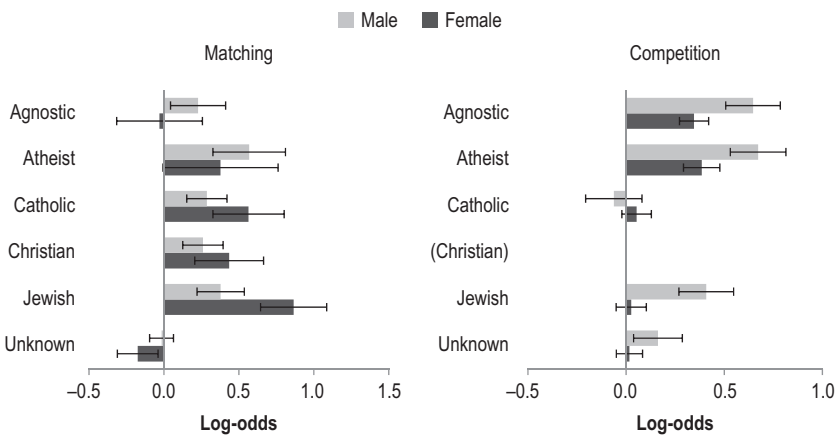 Male Female
Matching
Agnostic
Atheist
Catholic
Christian
Jewish
Unknown
–0.5 0.0 0.5 1.0 1.5
Log-odds
Competition
Agnostic
Atheist
Catholic
(Christian)
Jewish
Unknown
–0.5 0.0 0.5 1.0
Log-odds